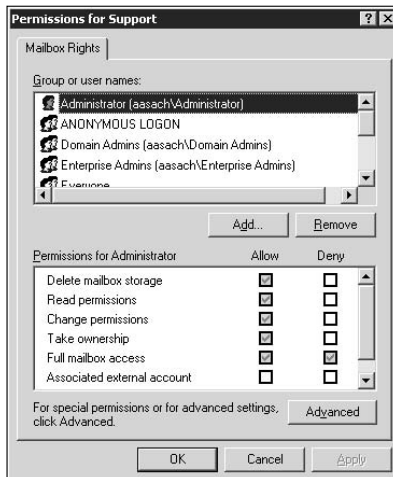 Permissions for Support
Mailbox Rights
Group or user names:
Administrator (aasach\Administrator)
ANONYMOUS LOGON
Domain Admins (aasach\Domain Admins)
Enterprise Admins (aasach\Enterprise Admins)
Everyone
Add...
Remove
Permissions for Administrator Allow Deny
Delete mailbox storage
Read permissions
Change permissions
Take ownership
Full mailbox access
Associated external account
For special permissions or for advanced settings,
click Advanced.
Advanced
OK
Cancel
Apply